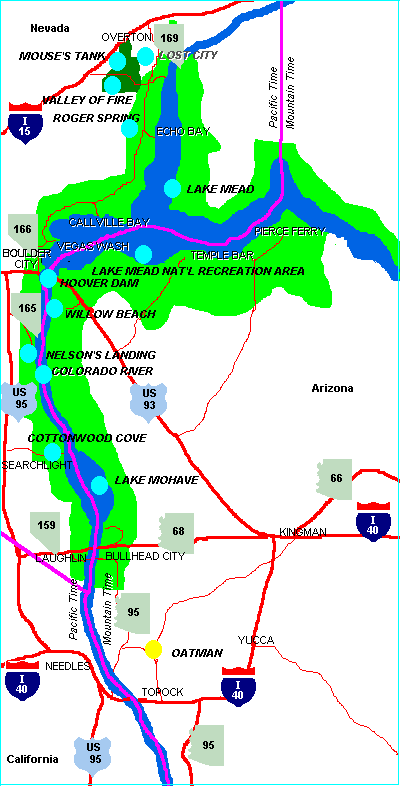 Nevada
OVERTON
169
MOUSE'S TANK
LOST CITY
Pacific Time
Mountain Time
VALLEY OF FIRE
I
15
ROGER SPRING
ECHO BAY
LAKE MEAD
166
CALLVILLE BAY
PIERCE FERRY
BOULDER
CITY
VEGAS WASH
TEMPLE BAR
LAKE MEAD NAT'L RECREATION AREA
HOOVER DAM
165
WILLOW BEACH
NELSON'S LANDING
COLORADO RIVER
US
95
US
93
Arizona
COTTONWOOD COVE
SEARCHLIGHT
LAKE MOHAVE
66
159
68
I
40
KINGMAN
LAUGHLIN
BULLHEAD CITY
Pacific Time
Mountain Time
95
YUCCA
OATMAN
NEEDLES
I
40
TOPOCK
I
40
US
95
95
California